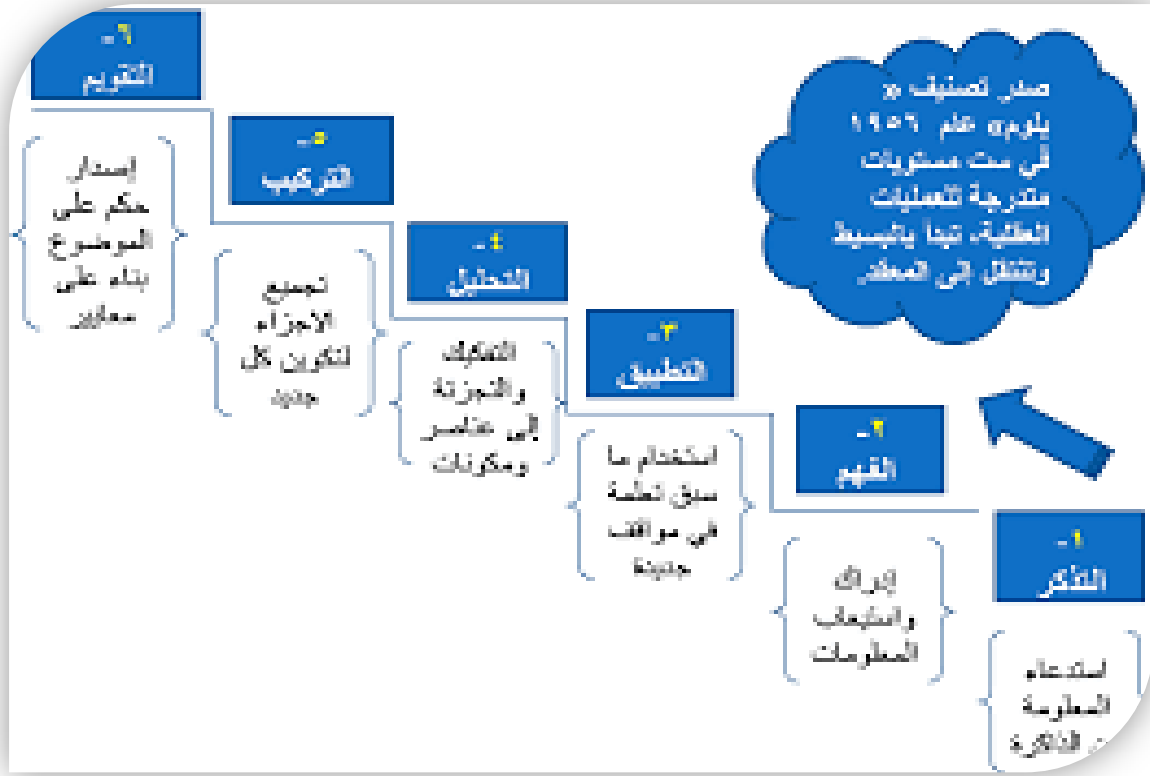 صدر تصنيف «
بلوم» عام ١٩٥٦
في ست مستويات
متدرجة للعمليات
العقلية، تبدأ بالبسيط
وتنتقل إلى المعقد.
٦-
التقويم
إصدار
حكم على
الموضوع
بناء على
معايير
٥-
التركيب
تجميع
الأجزاء
لتكوين كل
جديد
٤-
التحليل
التفكيك
والتجزئة
إلى عناصر
ومكونات
٣-
التطبيق
استخدام ما
سبق تعلمة
في مواقف
جديدة
٢-
الفهم
إدراك
واستيعاب
المعلومات
١-
التذكر
استدعاء
المعلومة
الذاكرة